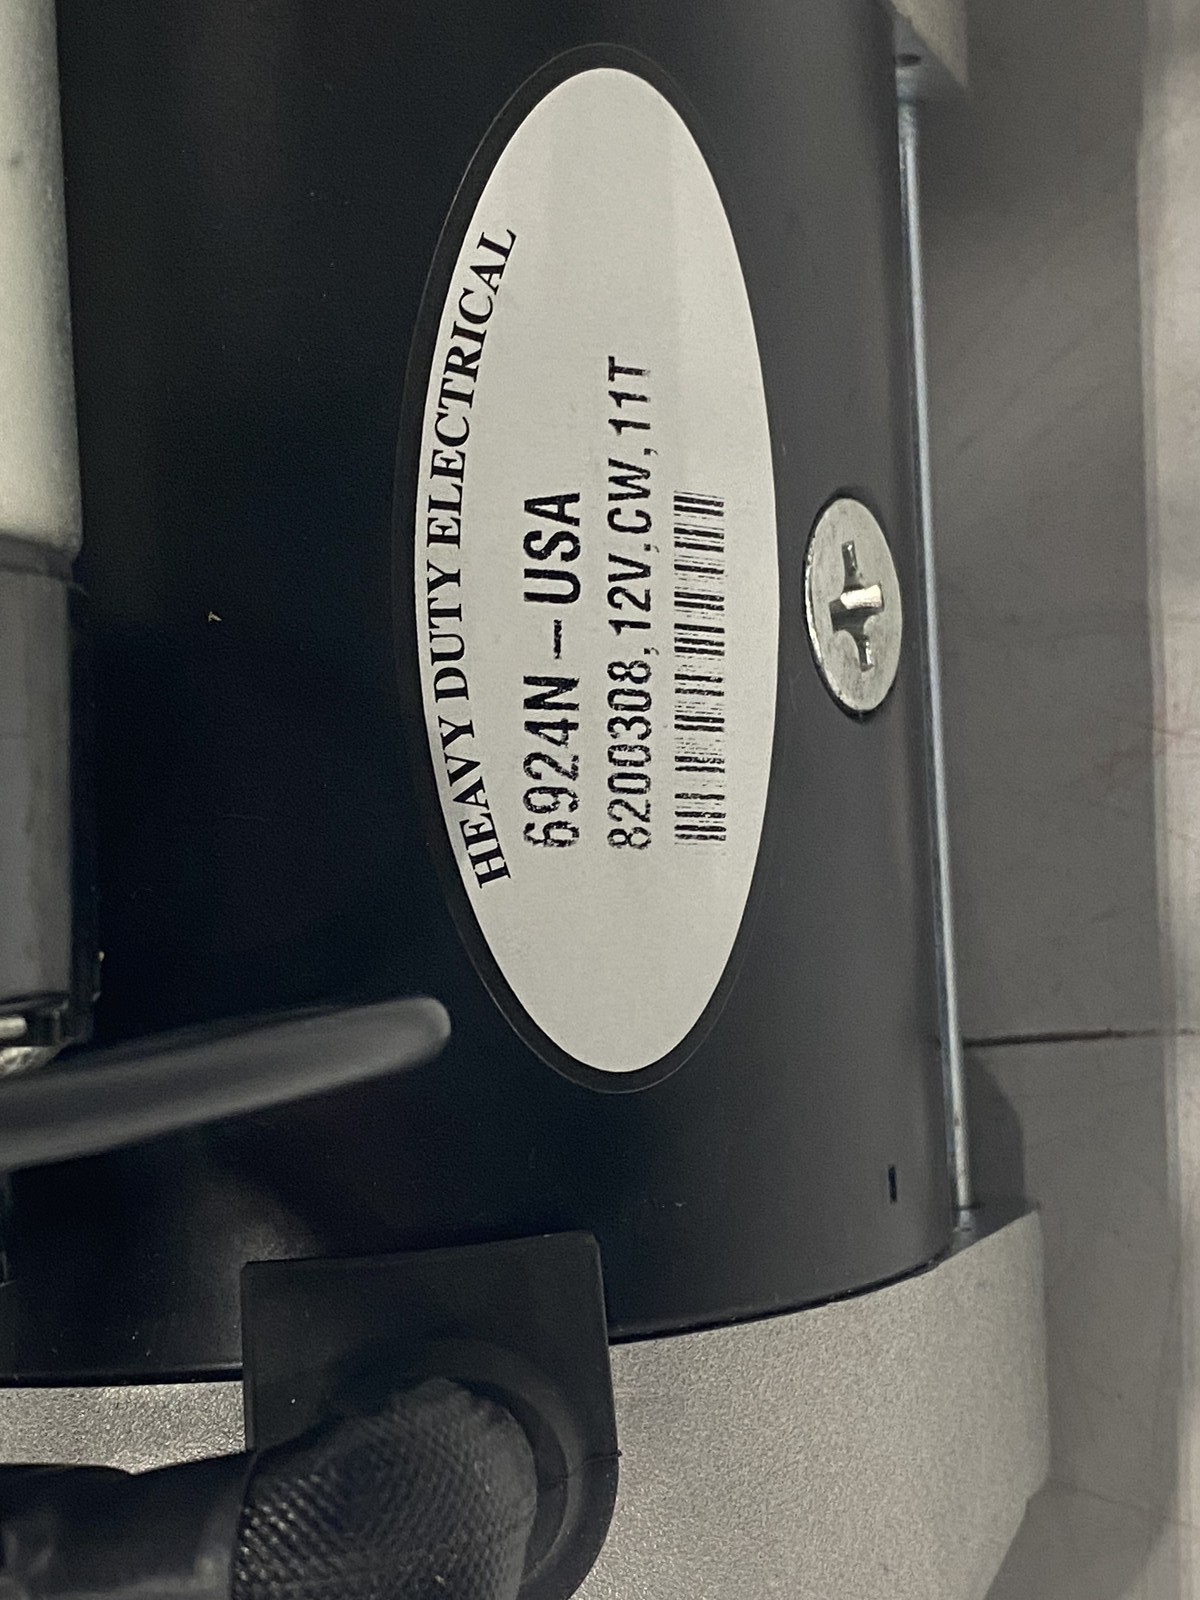 HEAVY DUTY ELECTRICAL
6924N-USA
8200308,12V,CW,11T